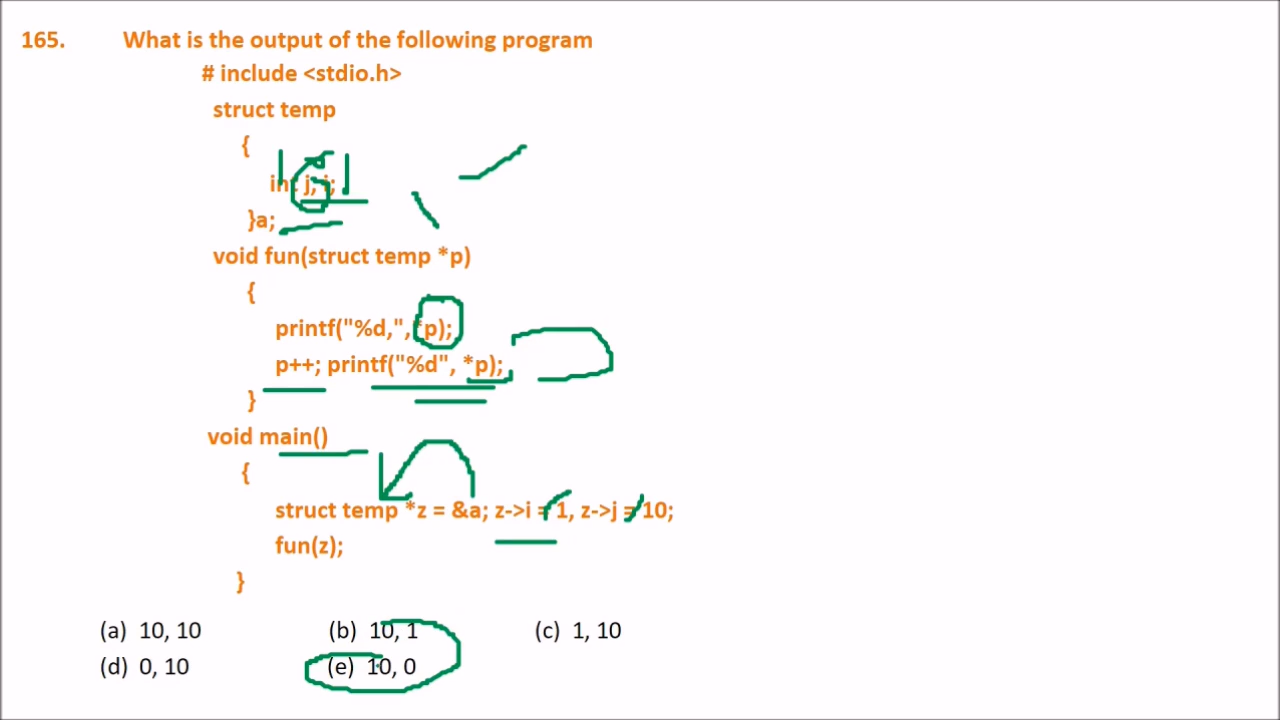 165. What is the output of the following program
# include <stdio.h>
struct temp
{
int j; i;
}a;
void fun(struct temp *p)
{
printf("%d,",*p);
p++; printf("%d", *p);
}
void main()
{
struct temp *z = &a; z->i = 1, z->j = 10;
fun(z);
}
(a) 10, 10 (b) 10, 1 (c) 1, 10
(d) 0, 10 (e) 10, 0